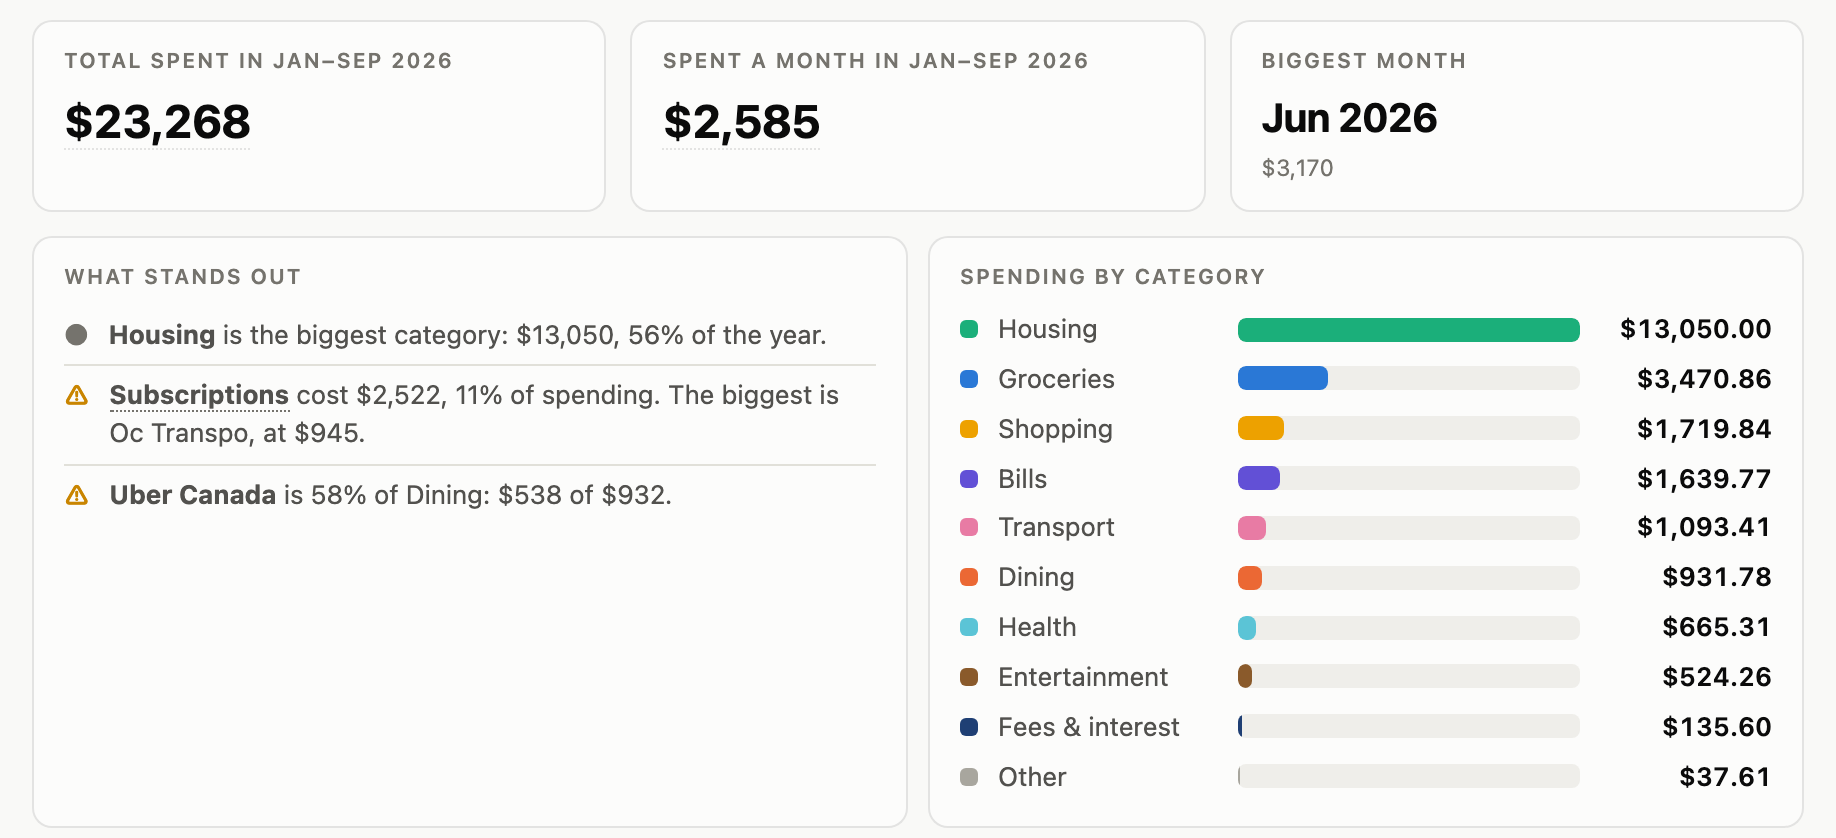 TOTAL SPENT IN JAN–SEP 2026
$23,268
SPENT A MONTH IN JAN–SEP 2026
$2,585
BIGGEST MONTH
Jun 2026
$3,170
WHAT STANDS OUT
Housing is the biggest category: $13,050, 56% of the year.
Subscriptions cost $2,522, 11% of spending. The biggest is
Oc Transpo, at $945.
Uber Canada is 58% of Dining: $538 of $932.
SPENDING BY CATEGORY
Housing $13,050.00
Groceries $3,470.86
Shopping $1,719.84
Bills $1,639.77
Transport $1,093.41
Dining $931.78
Health $665.31
Entertainment $524.26
Fees & interest $135.60
Other $37.61